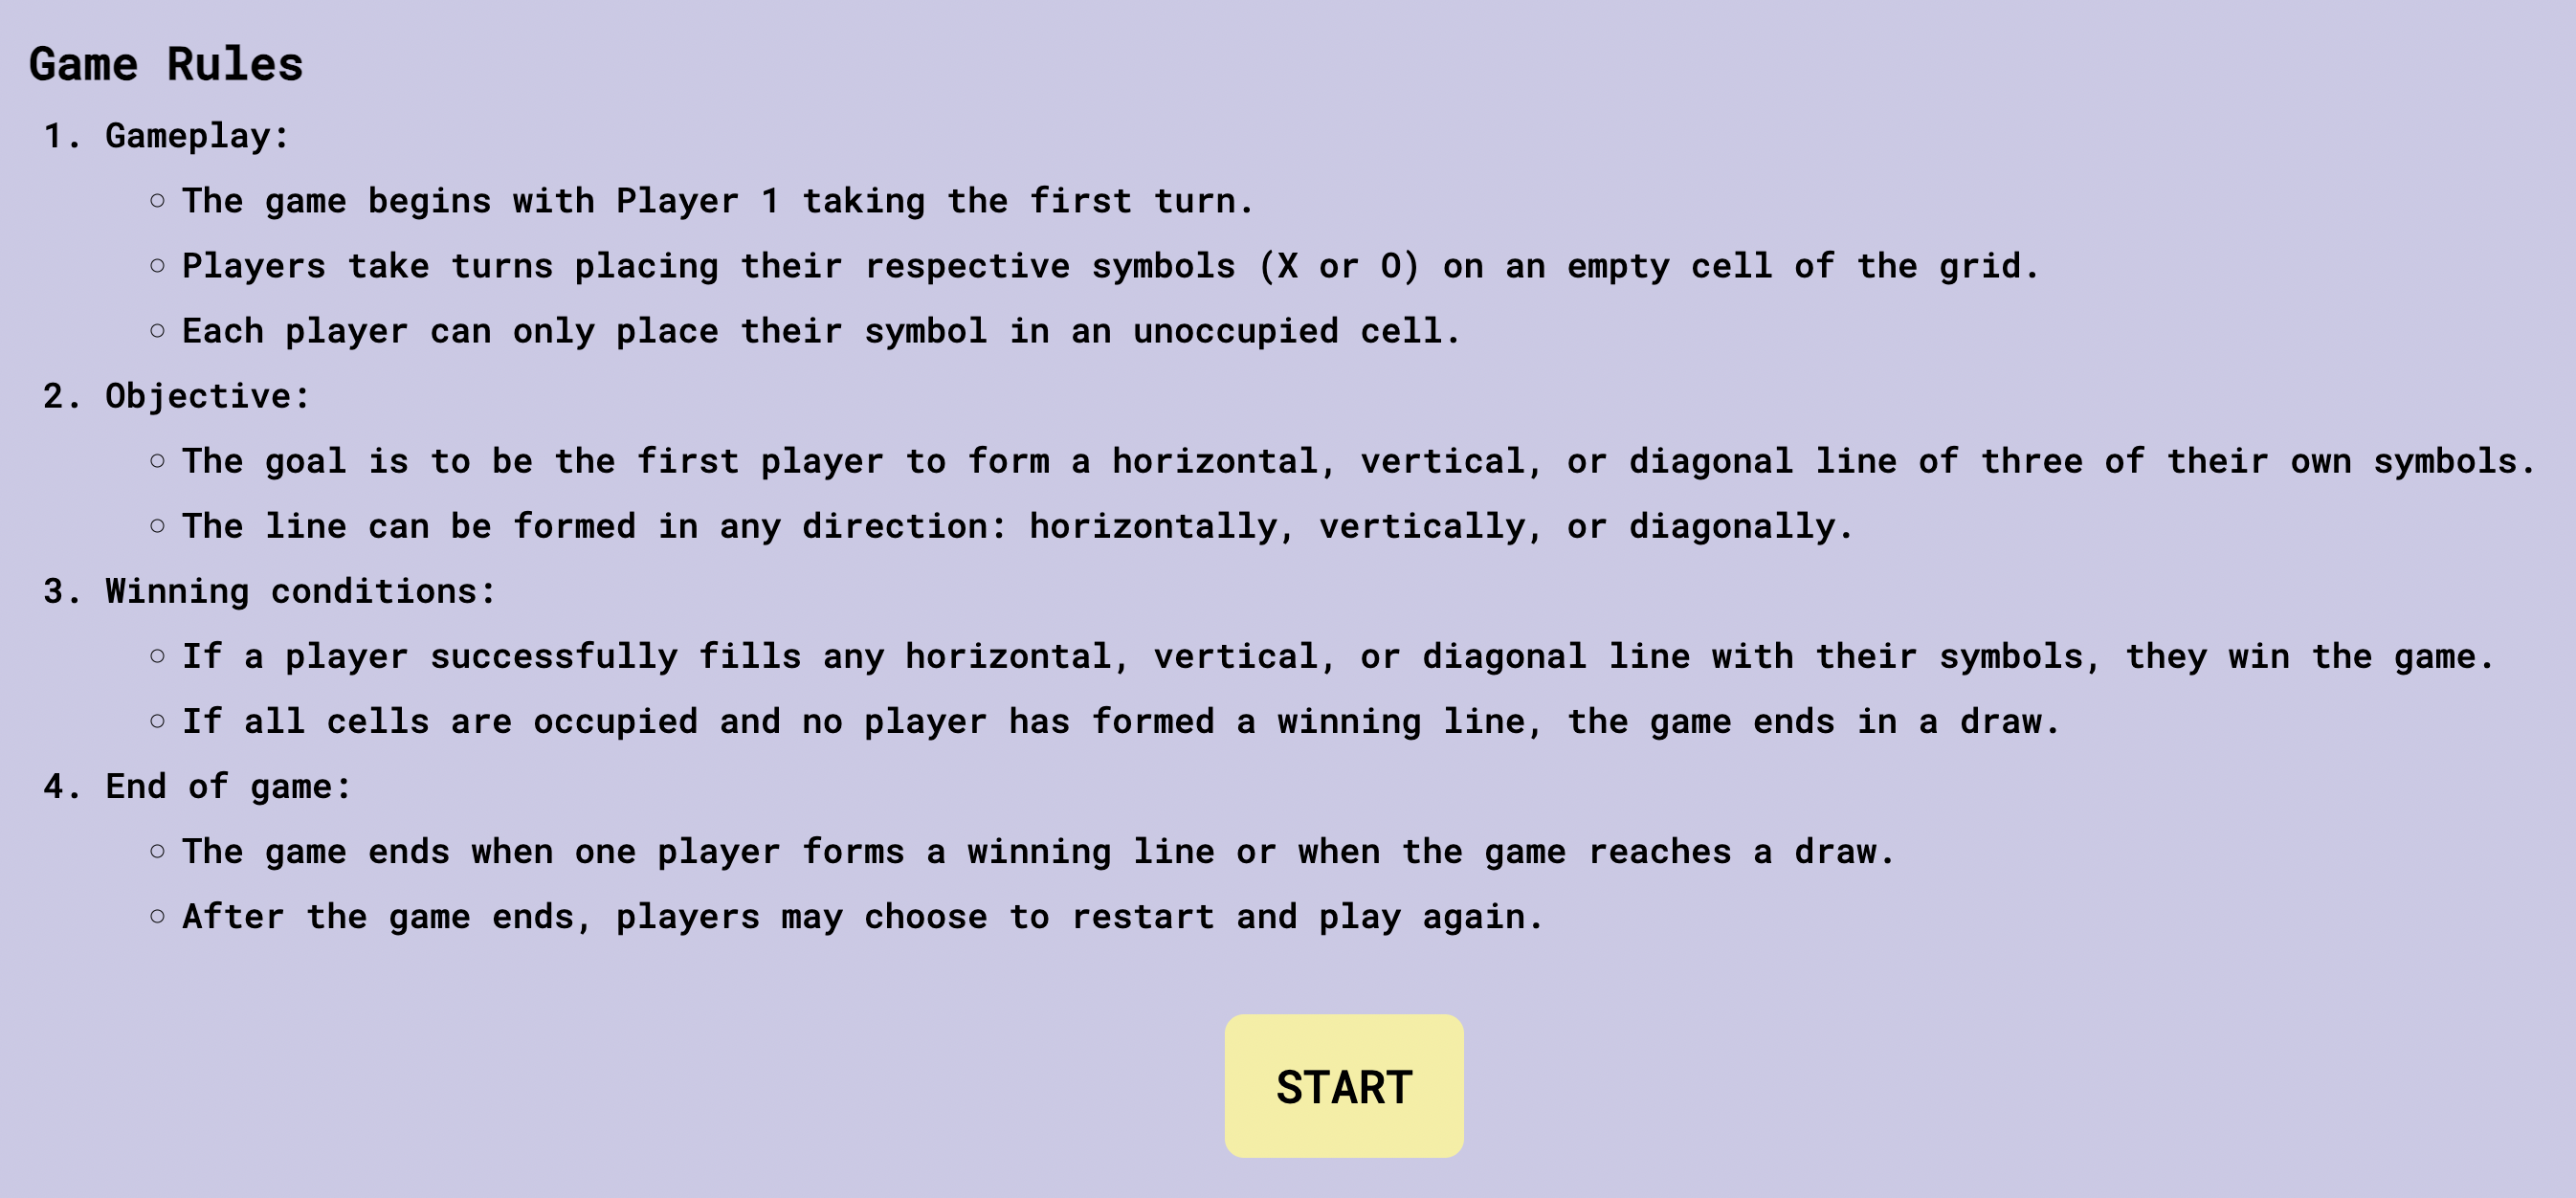 Game Rules
1. Gameplay:
○ The game begins with Player 1 taking the first turn.
○ Players take turns placing their respective symbols (X or O) on an empty cell of the grid.
○ Each player can only place their symbol in an unoccupied cell.
2. Objective:
○ The goal is to be the first player to form a horizontal, vertical, or diagonal line of three of their own symbols.
○ The line can be formed in any direction: horizontally, vertically, or diagonally.
3. Winning conditions:
○ If a player successfully fills any horizontal, vertical, or diagonal line with their symbols, they win the game.
○ If all cells are occupied and no player has formed a winning line, the game ends in a draw.
4. End of game:
○ The game ends when one player forms a winning line or when the game reaches a draw.
○ After the game ends, players may choose to restart and play again.
START